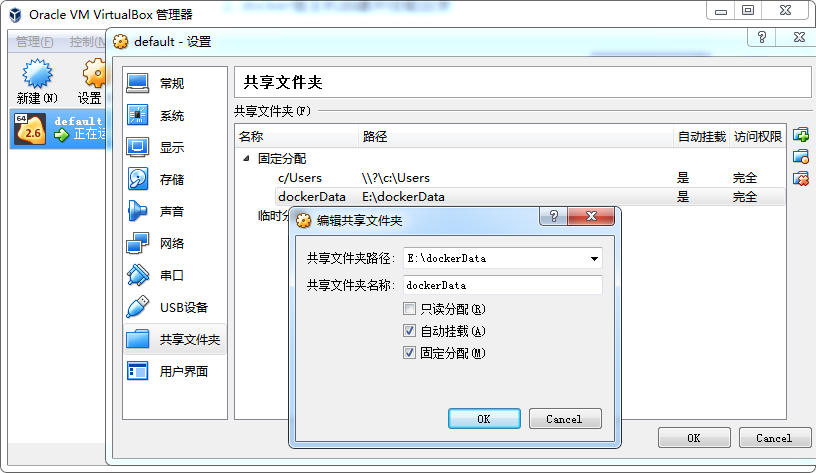 Oracle VM VirtualBox 管理器
管理(F) 控制(M
default - 设置
新建(N) 设置
64
2.6
default
正在运
常规
系统
显示
存储
声音
网络
串口
USB设备
共享文件夹
用户界面
共享文件夹
共享文件夹(F)
名称 路径 自动挂载 访问权限
固定分配
c/Users \\?\c:\Users 是 完全
dockerData E:\dockerData 是 完全
临时分
编辑共享文件夹
共享文件夹路径: E:\dockerData
共享文件夹名称: dockerData
只读分配(R)
自动挂载(A)
固定分配(M)
OK Cancel
OK Cancel